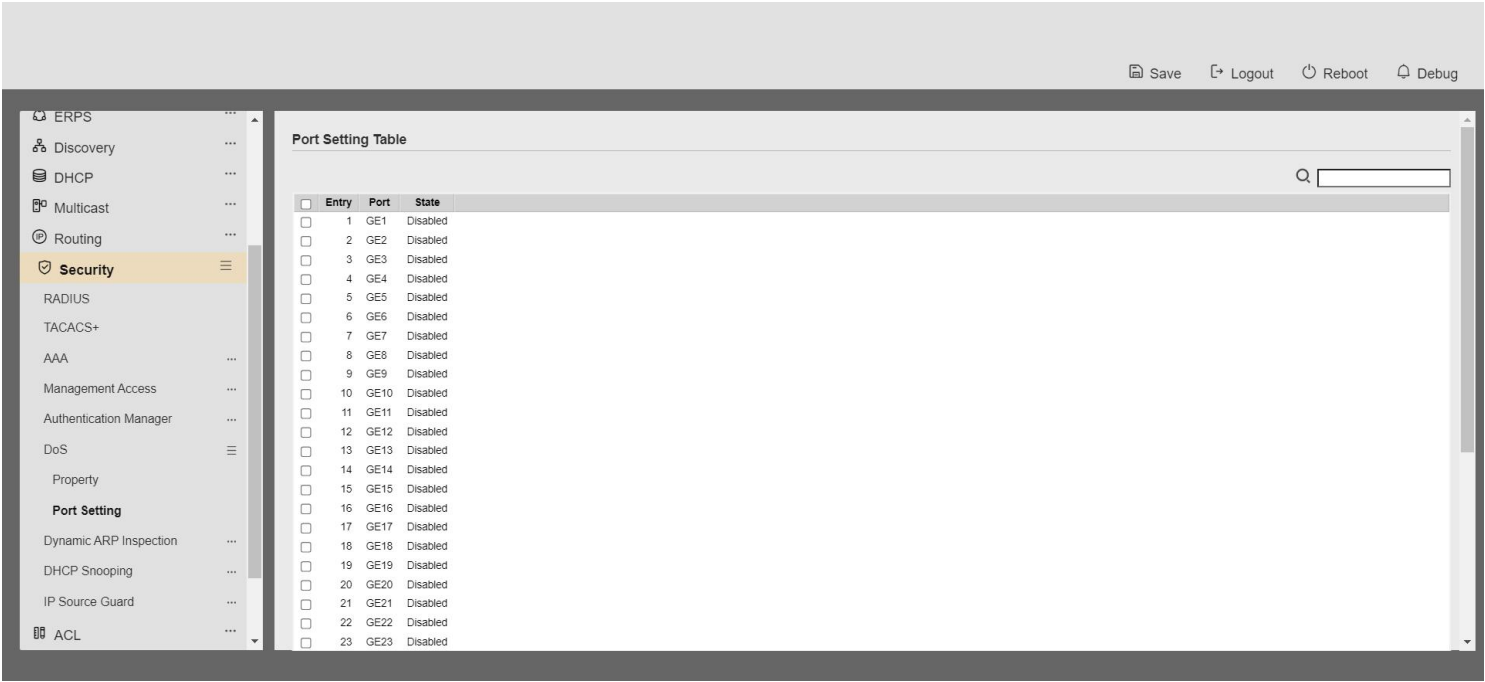 Save Logout Reboot Debug
ERPS ...
Discovery ...
DHCP ...
Multicast ...
Routing ...
Security
RADIUS
TACACS+
AAA ...
Management Access ...
Authentication Manager ...
DoS
Property
Port Setting
Dynamic ARP Inspection ...
DHCP Snooping ...
IP Source Guard ...
ACL ...
Port Setting Table
Entry Port State
1 GE1 Disabled
2 GE2 Disabled
3 GE3 Disabled
4 GE4 Disabled
5 GE5 Disabled
6 GE6 Disabled
7 GE7 Disabled
8 GE8 Disabled
9 GE9 Disabled
10 GE10 Disabled
11 GE11 Disabled
12 GE12 Disabled
13 GE13 Disabled
14 GE14 Disabled
15 GE15 Disabled
16 GE16 Disabled
17 GE17 Disabled
18 GE18 Disabled
19 GE19 Disabled
20 GE20 Disabled
21 GE21 Disabled
22 GE22 Disabled
23 GE23 Disabled